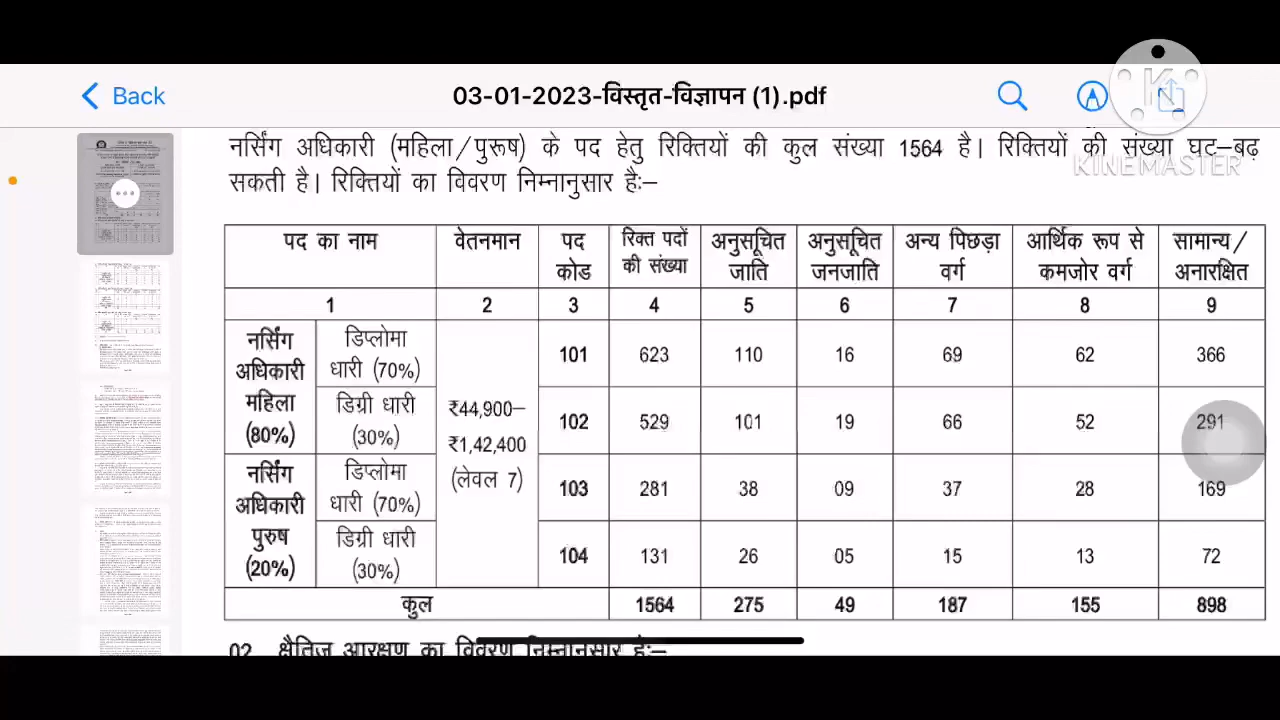 Back
03-01-2023-विस्तृत-विज्ञापन (1).pdf
KINEMASTER
नर्सिंग अधिकारी (महिला/पुरूष) के पद हेतु रिक्तियों की कुल संख्या 1564 है। रिक्तियों की संख्या घट–बढ़
सकती है। रिक्तियों का विवरण निम्नानुसार हैः–
पद का नाम वेतनमान पद कोड रिक्त पदों की संख्या अनुसूचित जाति अनुसूचित जनजाति अन्य पिछड़ा वर्ग आर्थिक रूप से कमजोर वर्ग सामान्य/अनारक्षित
1 2 3 4 5 6 7 8 9
नर्सिंग अधिकारी महिला (80%) डिप्लोमा धारी (70%) ₹44,900– ₹1,42,400 (लेवल 7) 101 623 110 16 69 62 366
डिग्री धारी (30%) 102 529 101 19 66 52 291
नर्सिंग अधिकारी पुरुष (20%) डिप्लोमा धारी (70%) 103 281 38 09 37 28 169
डिग्री धारी (30%) 104 131 26 05 15 13 72
कुल 1564 275 49 187 155 898
02 क्षैतिज आरक्षण का विवरण निम्नानुसार हैः–